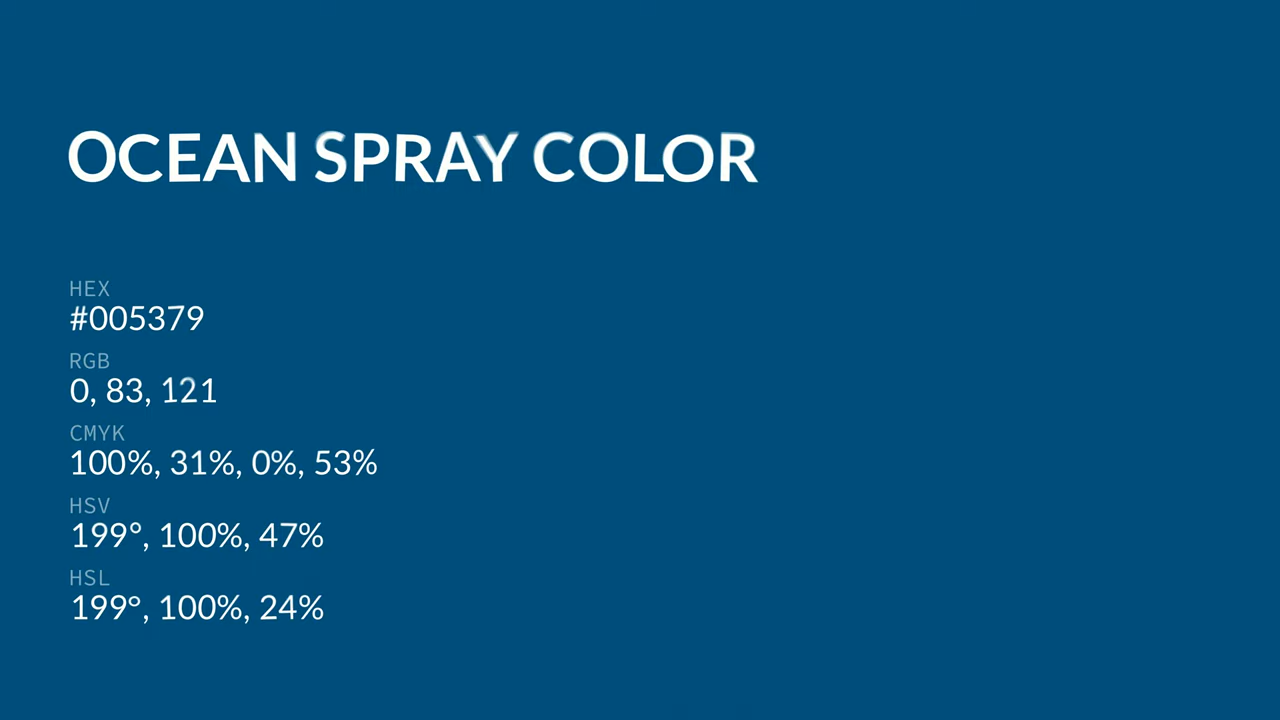 OCEAN SPRAY COLOR
HEX
#005379
RGB
0, 83, 121
CMYK
100%, 31%, 0%, 53%
HSV
199°, 100%, 47%
HSL
199°, 100%, 24%